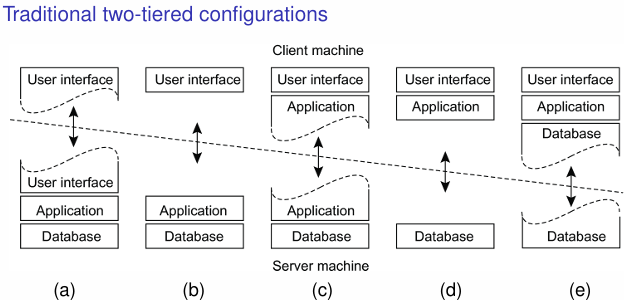 Traditional two-tiered configurations
Client machine
User interface
User interface
User interface
User interface
User interface
Application
Application
Application
Database
User interface
Application
Application
Application
Database
Database
Database
Database
Database
Server machine
(a)
(b)
(c)
(d)
(e)